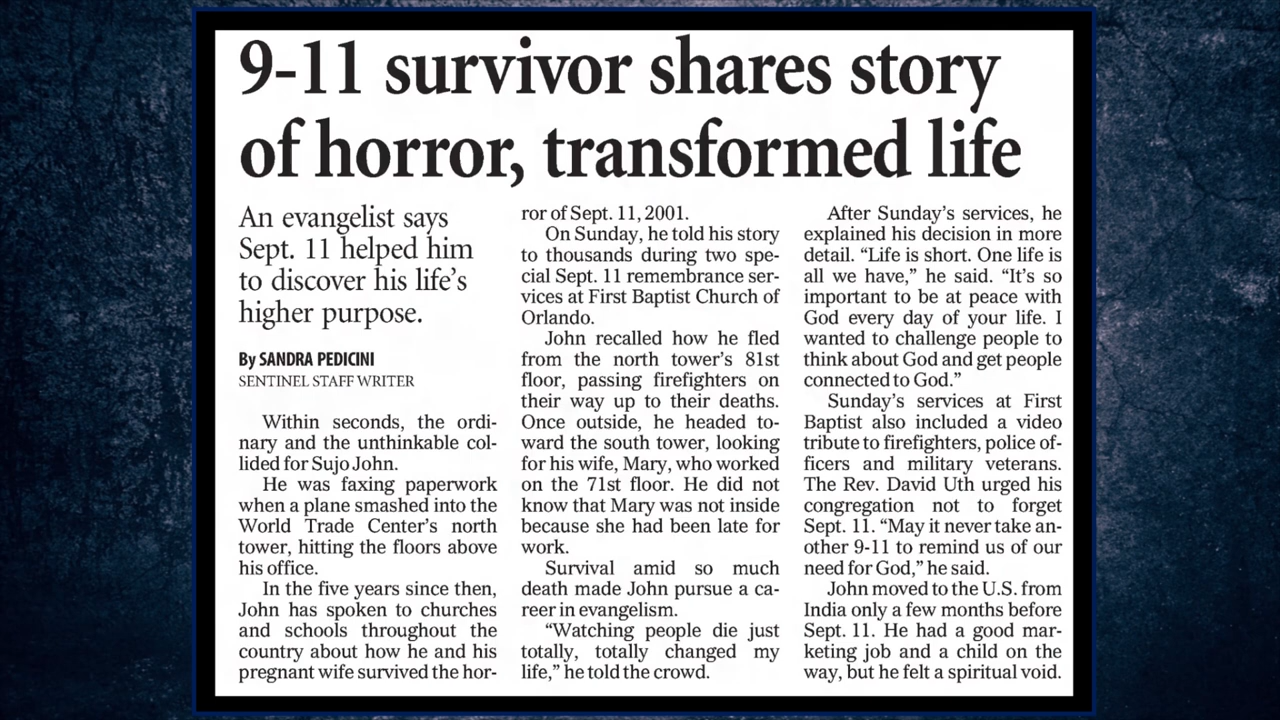 9-11 survivor shares story
of horror, transformed life
An evangelist says
Sept. 11 helped him
to discover his life's
higher purpose.
By SANDRA PEDICINI
SENTINEL STAFF WRITER
Within seconds, the ordi-
nary and the unthinkable col-
lided for Sujo John.
He was faxing paperwork
when a plane smashed into the
World Trade Center's north
tower, hitting the floors above
his office.
In the five years since then,
John has spoken to churches
and schools throughout the
country about how he and his
pregnant wife survived the hor-
ror of Sept. 11, 2001.
On Sunday, he told his story
to thousands during two spe-
cial Sept. 11 remembrance ser-
vices at First Baptist Church of
Orlando.
John recalled how he fled
from the north tower's 81st
floor, passing firefighters on
their way up to their deaths.
Once outside, he headed to-
ward the south tower, looking
for his wife, Mary, who worked
on the 71st floor. He did not
know that Mary was not inside
because she had been late for
work.
Survival amid so much
death made John pursue a ca-
reer in evangelism.
“Watching people die just
totally, totally changed my
life,” he told the crowd.
After Sunday's services, he
explained his decision in more
detail. “Life is short. One life is
all we have,” he said. “It's so
important to be at peace with
God every day of your life. I
wanted to challenge people to
think about God and get people
connected to God.”
Sunday's services at First
Baptist also included a video
tribute to firefighters, police of-
ficers and military veterans.
The Rev. David Uth urged his
congregation not to forget
Sept. 11. “May it never take an-
other 9-11 to remind us of our
need for God,” he said.
John moved to the U.S. from
India only a few months before
Sept. 11. He had a good mar-
keting job and a child on the
way, but he felt a spiritual void.